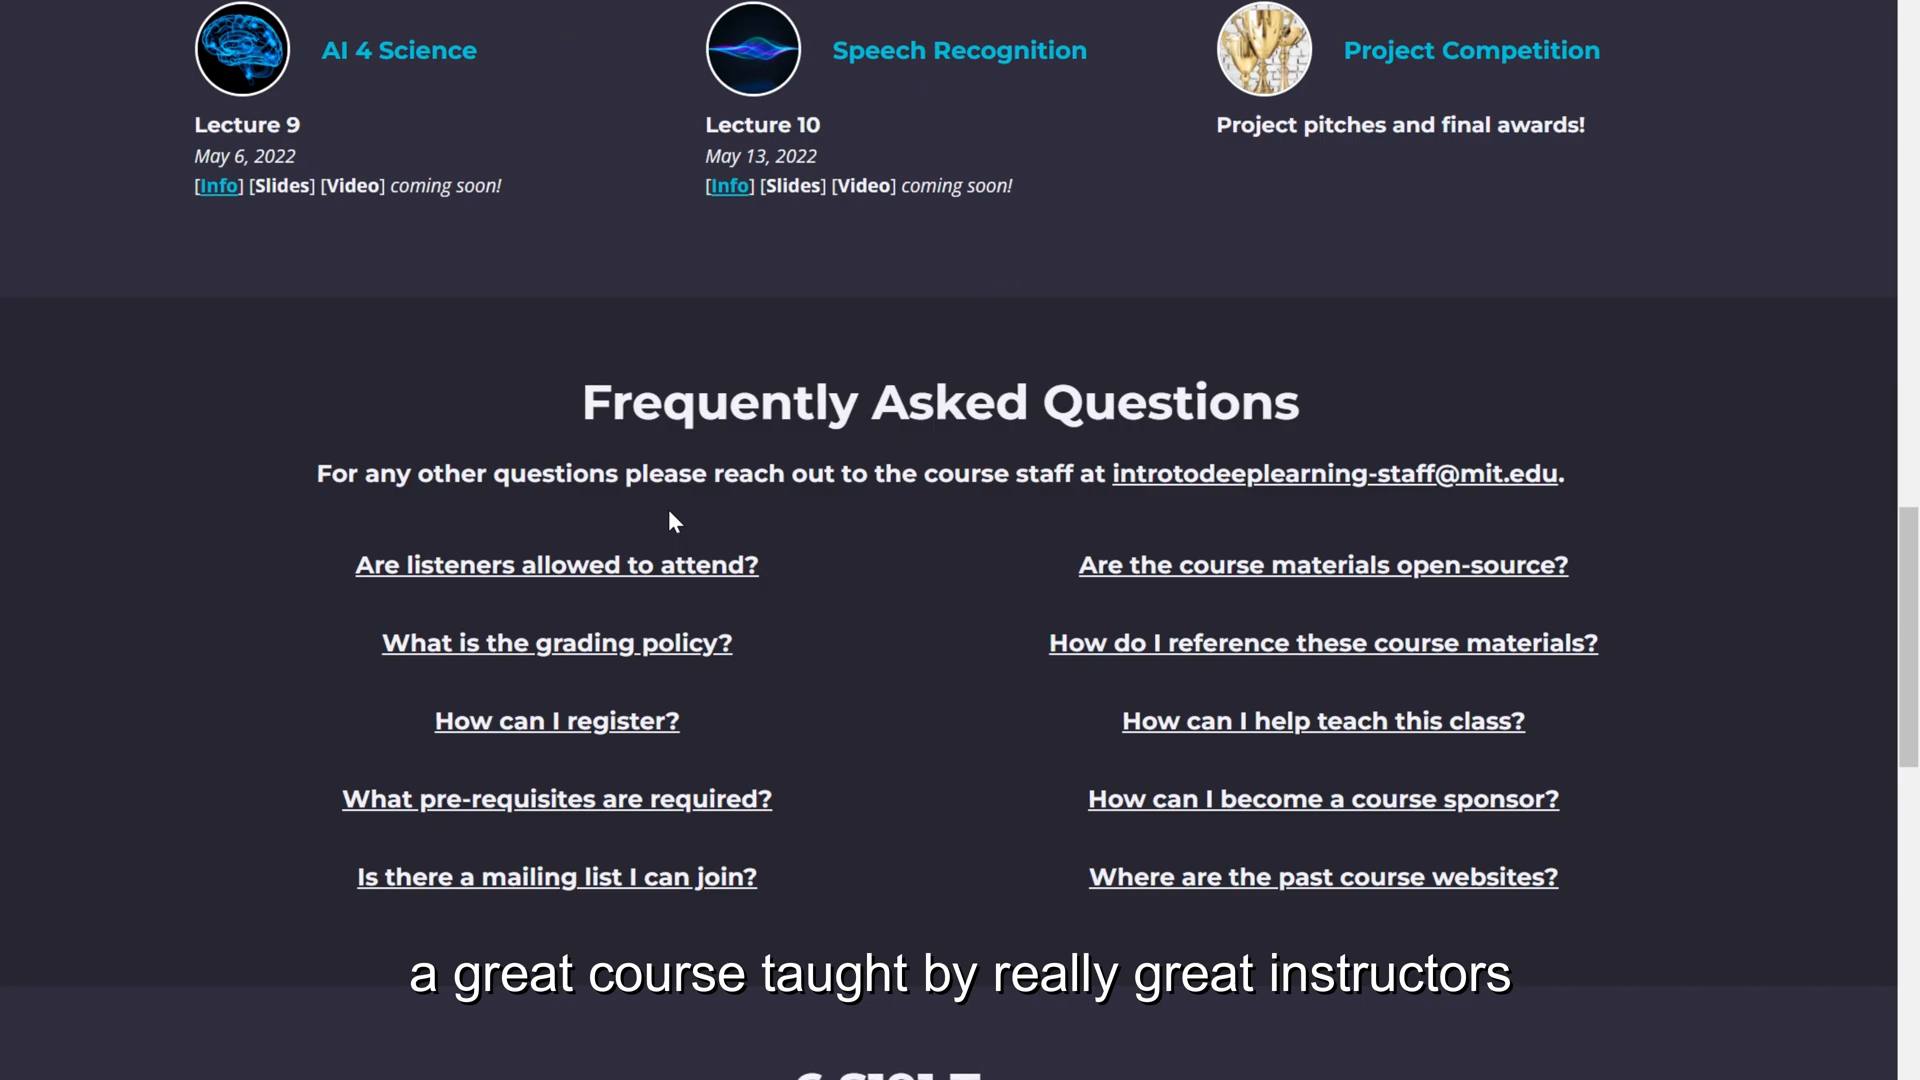 AI 4 Science
Lecture 9
May 6, 2022
[Info] [Slides] [Video] coming soon!
Speech Recognition
Lecture 10
May 13, 2022
[Info] [Slides] [Video] coming soon!
Project Competition
Project pitches and final awards!
Frequently Asked Questions
For any other questions please reach out to the course staff at introtodeeplearning-staff@mit.edu.
Are listeners allowed to attend?
What is the grading policy?
How can I register?
What pre-requisites are required?
Is there a mailing list I can join?
Are the course materials open-source?
How do I reference these course materials?
How can I help teach this class?
How can I become a course sponsor?
Where are the past course websites?
a great course taught by really great instructors